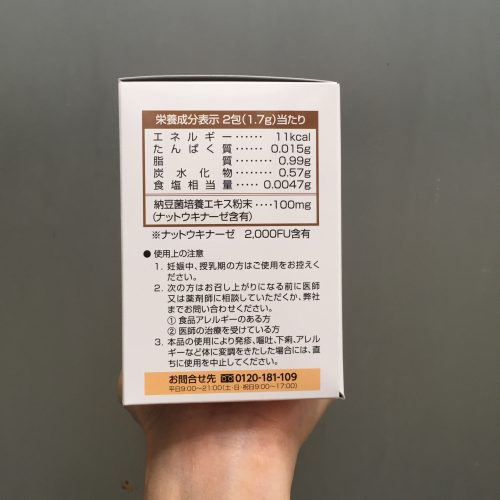 栄養成分表示 2包(1.7g)当たり
エネルギー‥‥‥ 11kcal
たんぱく質‥‥‥ 0.015g
脂質‥‥‥ 0.99g
炭水化物‥‥‥ 0.57g
食塩相当量‥‥‥ 0.0047g
納豆菌培養エキス粉末‥‥100mg
(ナットウキナーゼ含有)
※ナットウキナーゼ 2,000FU含有
●使用上の注意
1. 妊娠中、授乳期の方はご使用をお控えく
ださい。
2. 次の方はお召し上がりになる前に医師
又は薬剤師に相談していただくか、弊社
までお問い合わせください。
①食品アレルギーのある方
②医師の治療を受けている方
3. 本品の使用により発疹、嘔吐、下痢、アレル
ギーなど体に変調をきたした場合には、直
ちに使用を中止してください。
お問合せ先 0120-181-109
平日9:00~21:00(土・日・祝日9:00~17:00)